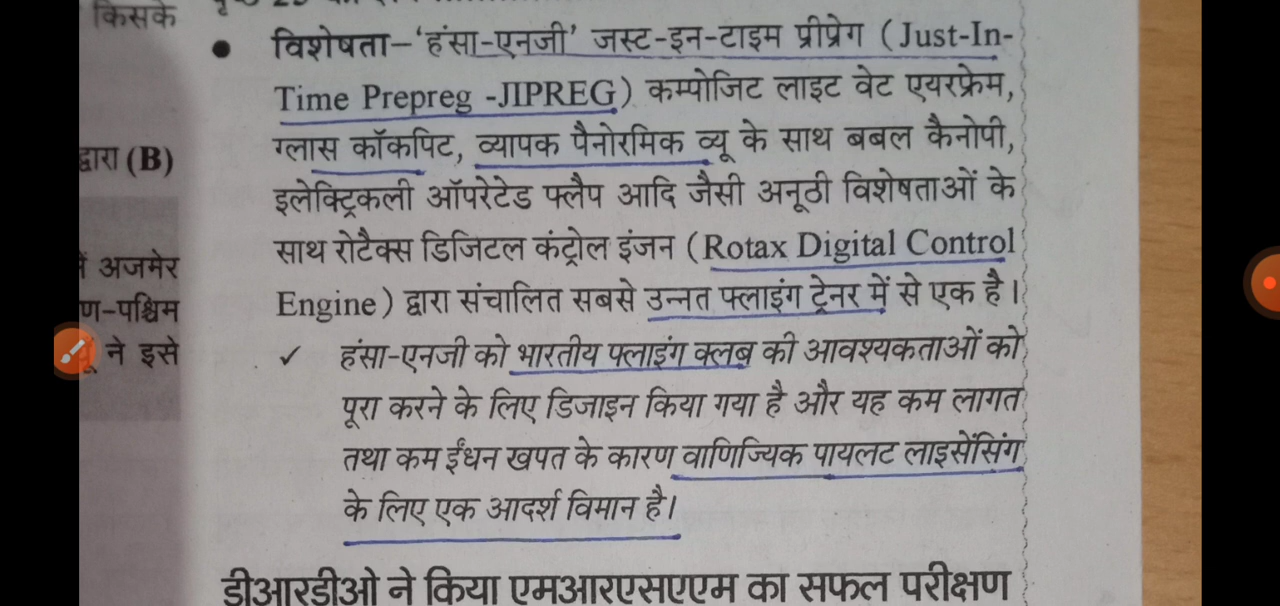 किसके
द्वारा (B)
में अजमेर
ण-पश्चिम
ने इसे
● विशेषता–‘हंसा-एनजी’ जस्ट-इन-टाइम प्रीप्रेग (Just-In-
Time Prepreg -JIPREG) कम्पोजिट लाइट वेट एयरफ्रेम,
ग्लास कॉकपिट, व्यापक पैनोरमिक व्यू के साथ बबल कैनोपी,
इलेक्ट्रिकली ऑपरेटेड फ्लैप आदि जैसी अनूठी विशेषताओं के
साथ रोटैक्स डिजिटल कंट्रोल इंजन (Rotax Digital Control
Engine) द्वारा संचालित सबसे उन्नत फ्लाइंग ट्रेनर में से एक है।
✓ हंसा-एनजी को भारतीय फ्लाइंग क्लब की आवश्यकताओं को
पूरा करने के लिए डिजाइन किया गया है और यह कम लागत
तथा कम ईंधन खपत के कारण वाणिज्यिक पायलट लाइसेंसिंग
के लिए एक आदर्श विमान है।
डीआरडीओ ने किया एमआरएसएएम का सफल परीक्षण